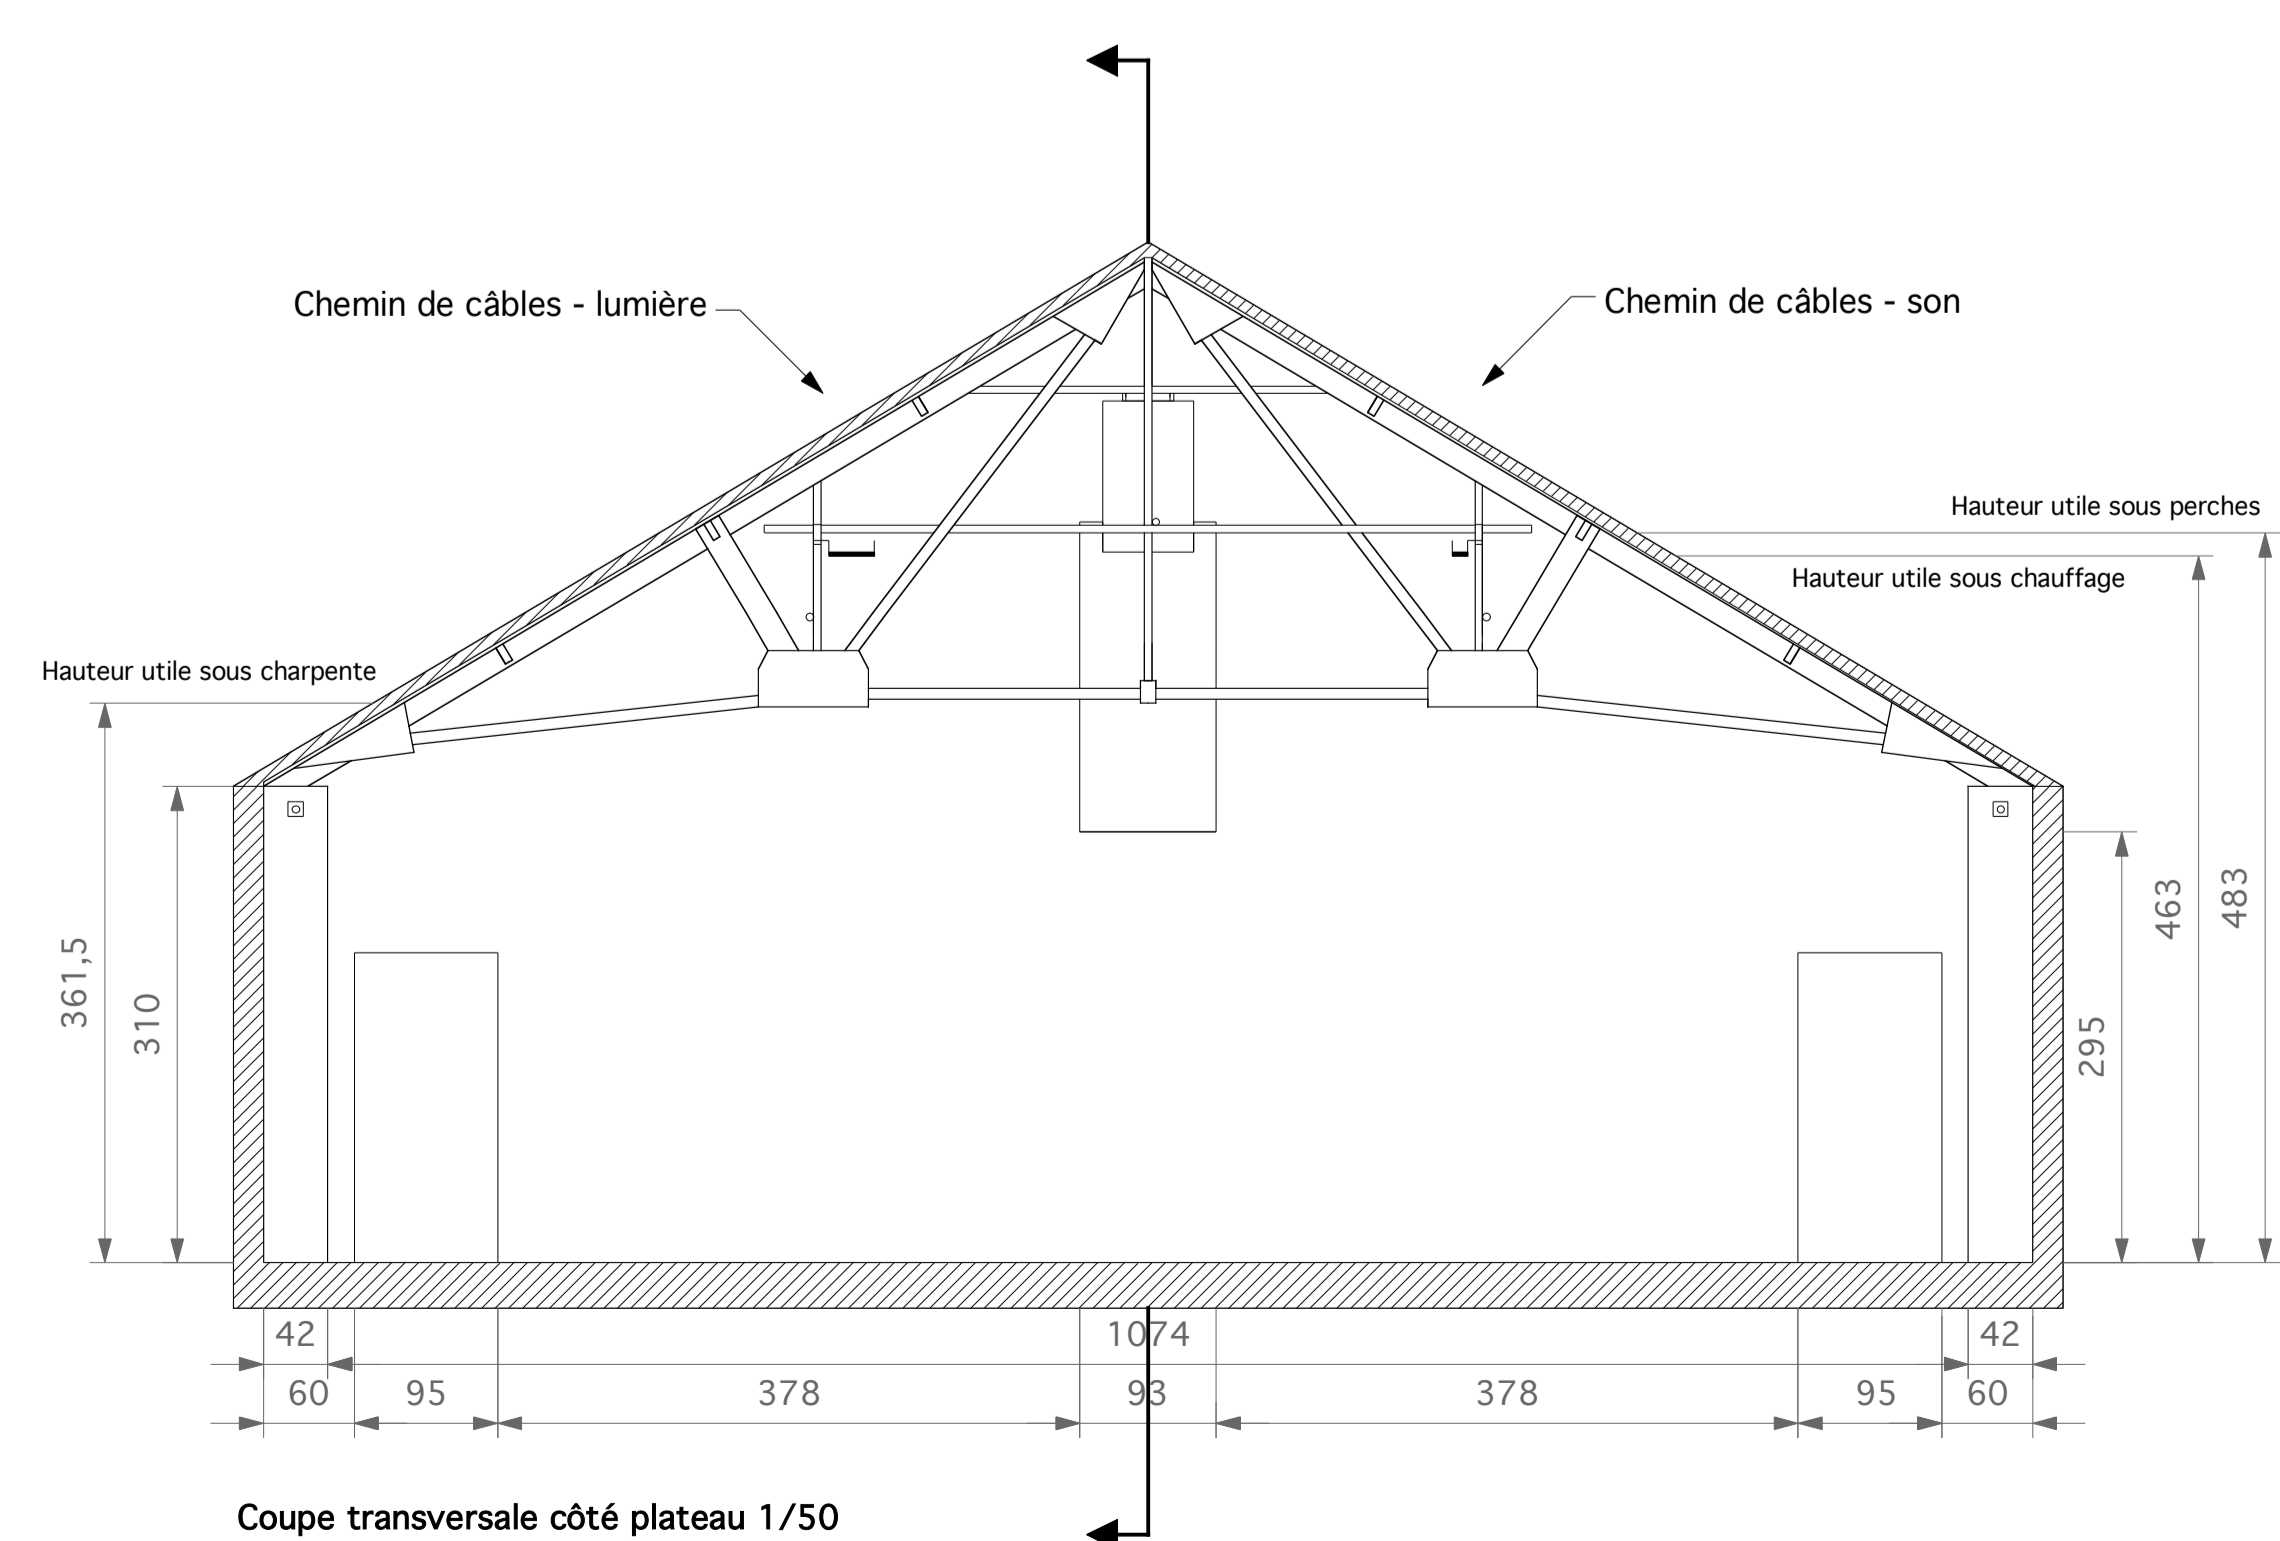 Chemin de câbles - lumière
Chemin de câbles - son
Hauteur utile sous perches
Hauteur utile sous chauffage
Hauteur utile sous charpente
361,5
310
295
463
483
42
1074
42
60
95
378
93
378
95
60
Coupe transversale côté plateau 1/50